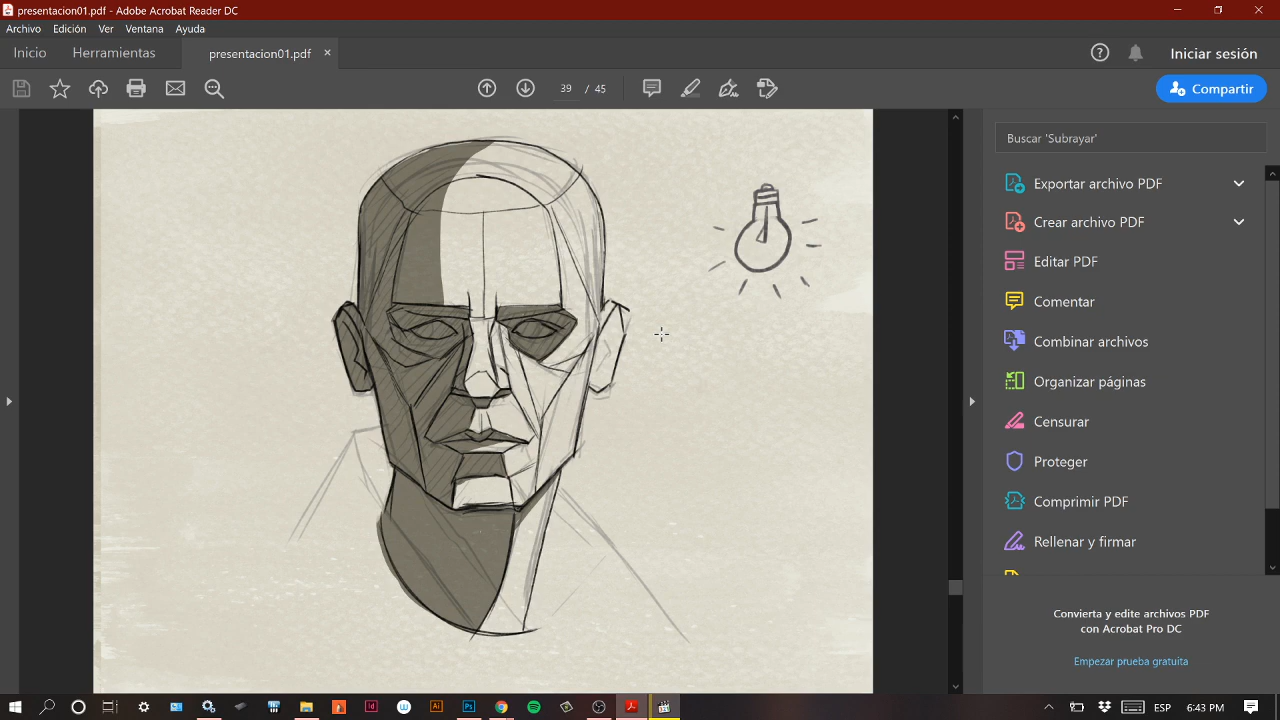 presentacion01.pdf - Adobe Acrobat Reader DC
Archivo Edición Ver Ventana Ayuda
Inicio Herramientas presentacion01.pdf × Iniciar sesión
39 / 45 Compartir
Buscar 'Subrayar'
Exportar archivo PDF
Crear archivo PDF
Editar PDF
Comentar
Combinar archivos
Organizar páginas
Censurar
Proteger
Comprimir PDF
Rellenar y firmar
Convierta y edite archivos PDF
con Acrobat Pro DC
Empezar prueba gratuita
ESP 6:43 PM